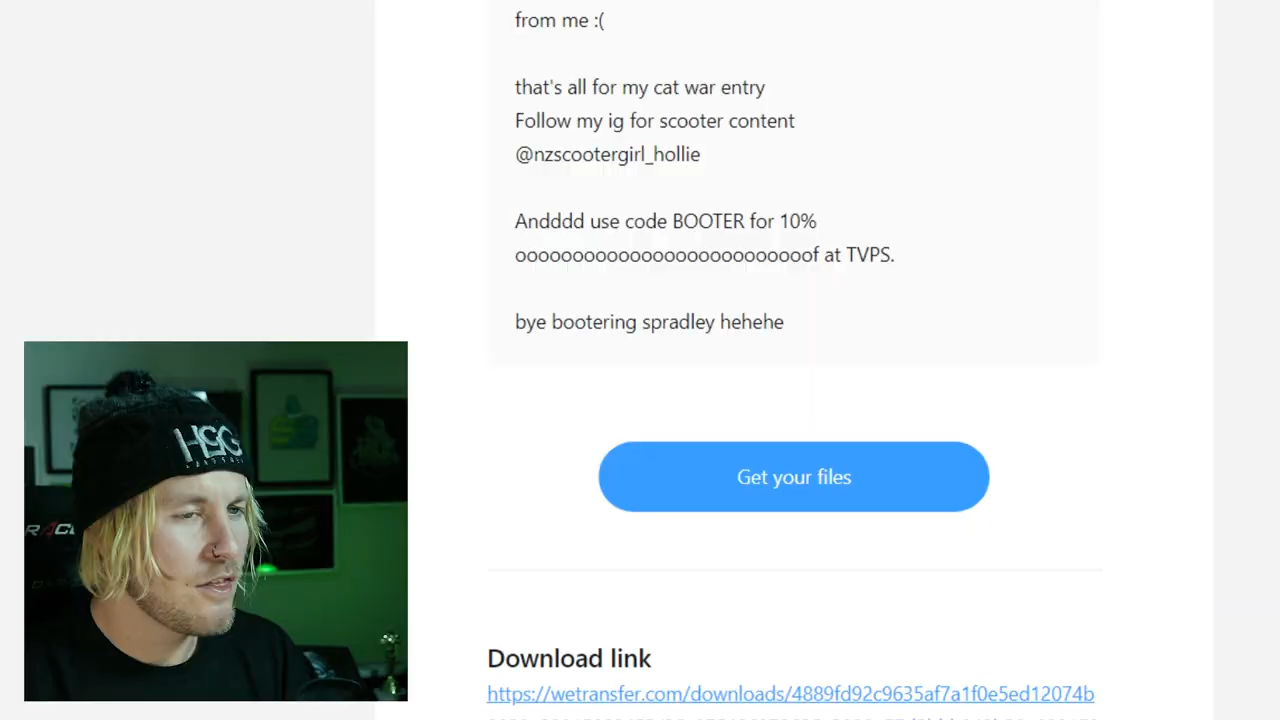 from me :(
that's all for my cat war entry
Follow my ig for scooter content
@nzscootergirl_hollie
Andddd use code BOOTER for 10%
oooooooooooooooooooooooooof at TVPS.
bye bootering spradley hehehe
HSG
Get your files
Download link
https://wetransfer.com/downloads/4889fd92c9635af7a1f0e5ed12074b